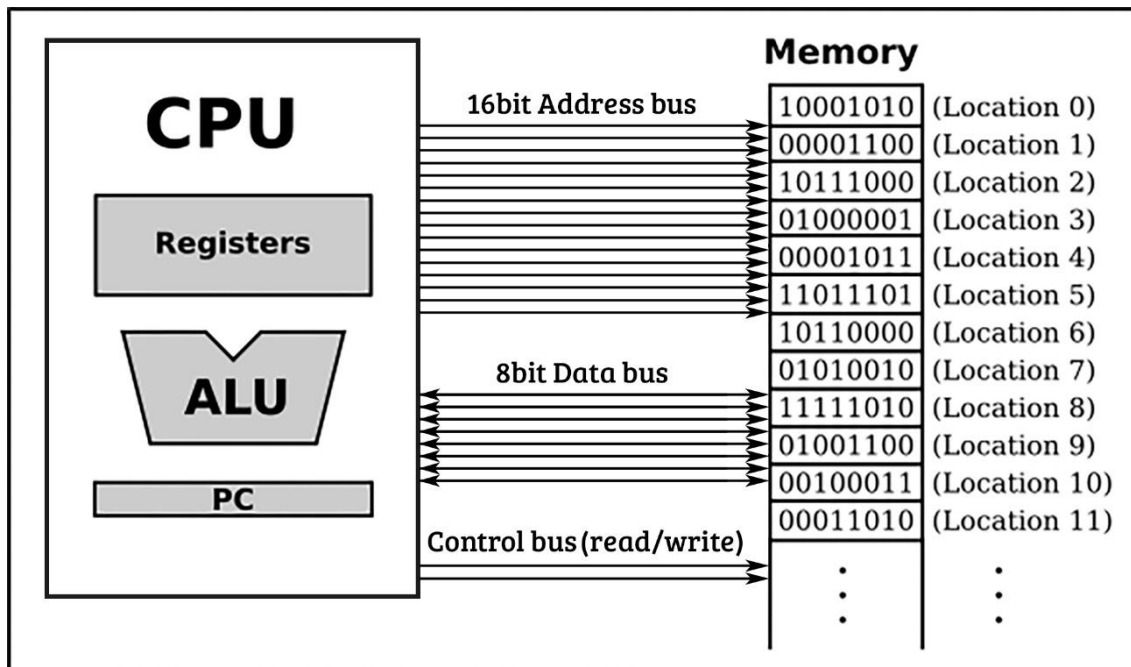 CPU
Registers
ALU
PC
16bit Address bus
8bit Data bus
Control bus(read/write)
Memory
10001010 (Location 0)
00001100 (Location 1)
10111000 (Location 2)
01000001 (Location 3)
00001011 (Location 4)
11011101 (Location 5)
10110000 (Location 6)
01010010 (Location 7)
11111010 (Location 8)
01001100 (Location 9)
00100011 (Location 10)
00011010 (Location 11)